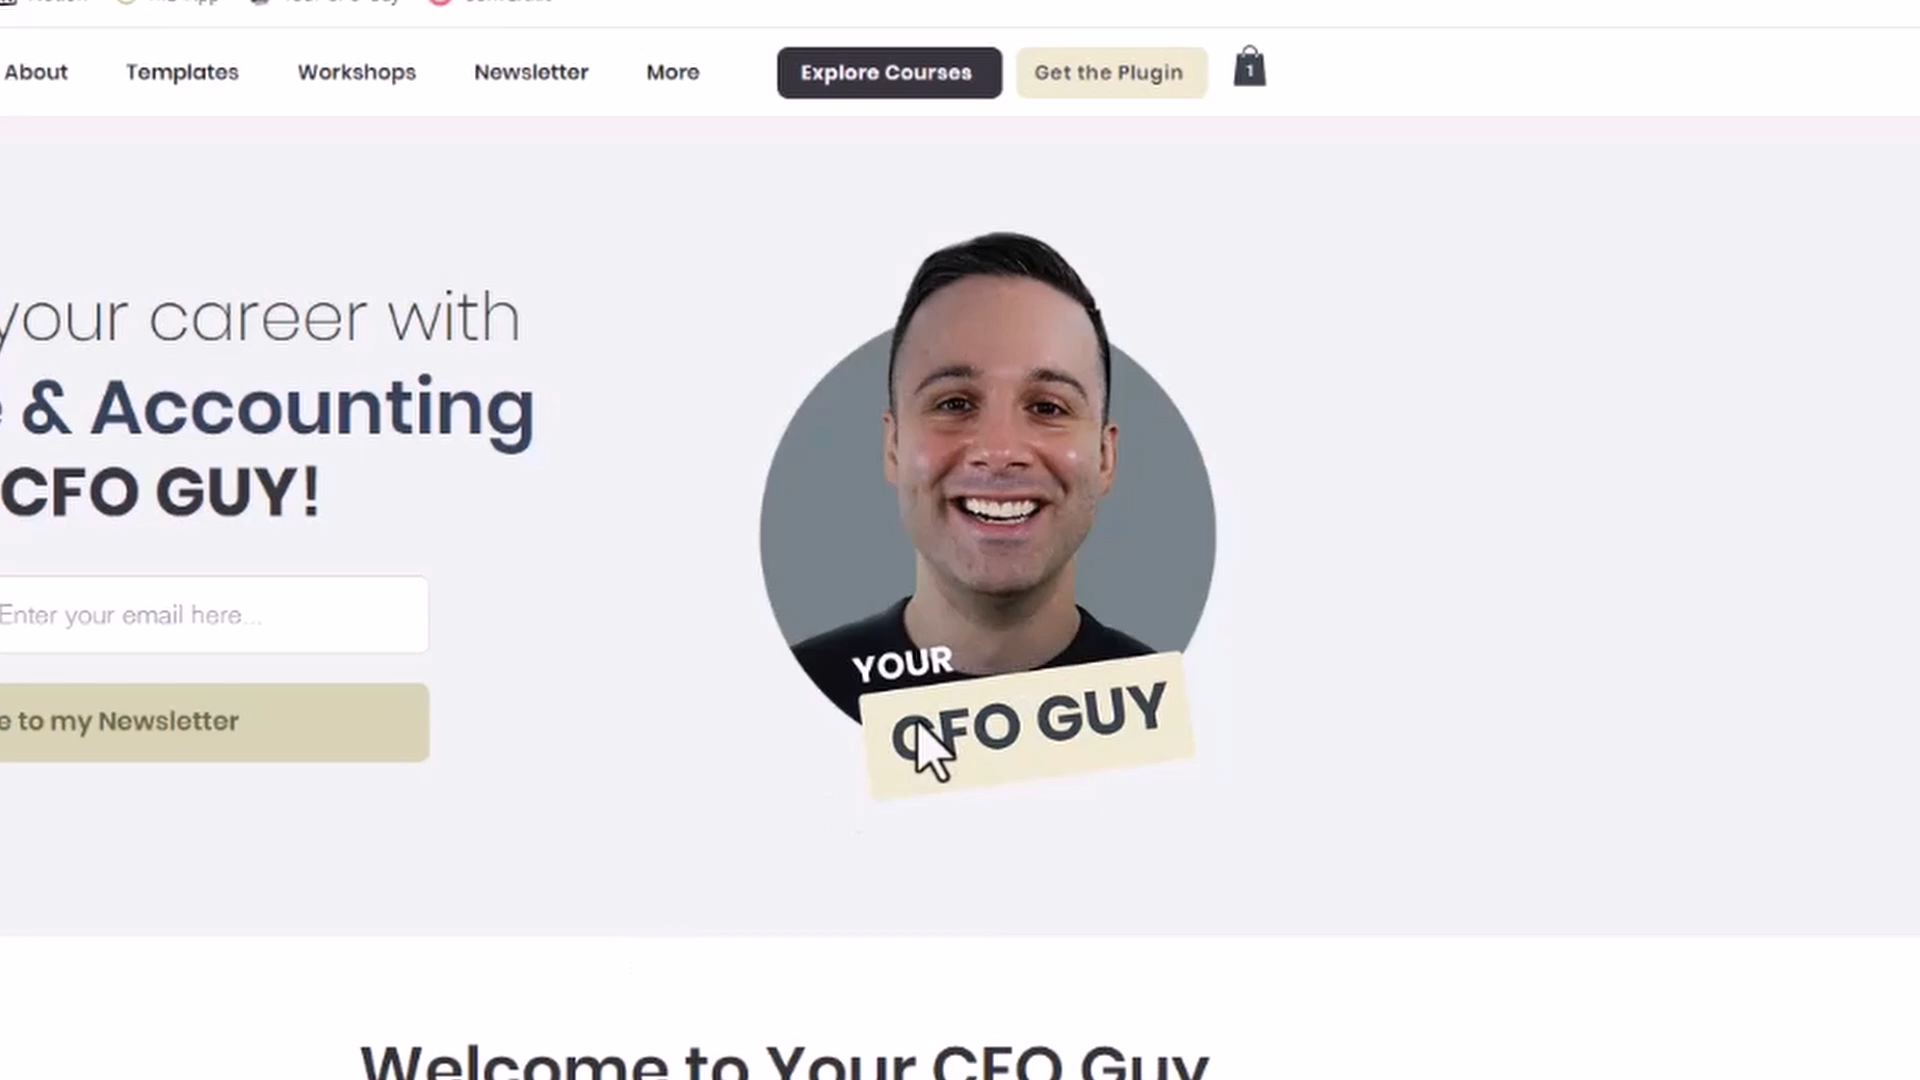 About Templates Workshops Newsletter More Explore Courses Get the Plugin 1
your career with
& Accounting
CFO GUY!
Enter your email here...
to my Newsletter
YOUR
CFO GUY
Welcome to Your CFO Guy